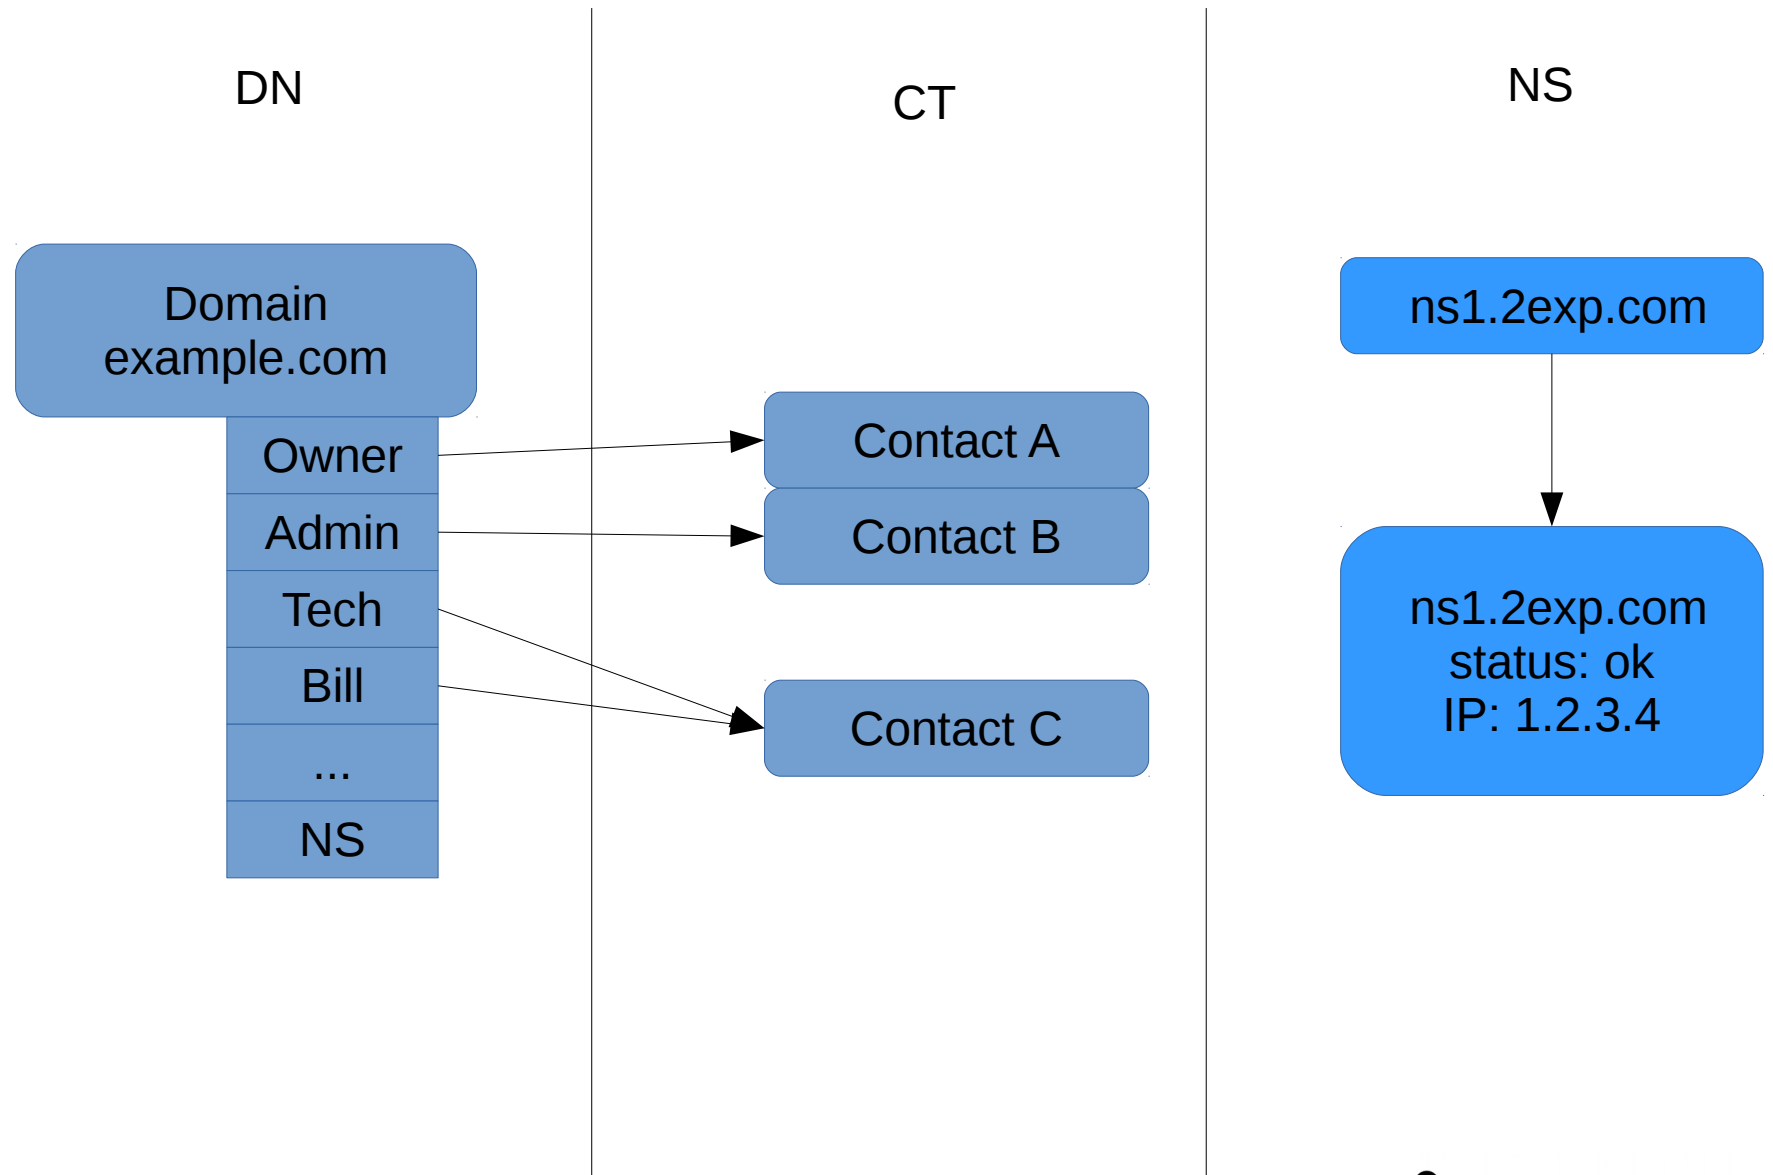 DN
CT
NS
Domain
example.com
Owner
Admin
Tech
Bill
...
NS
Contact A
Contact B
Contact C
ns1.2exp.com
ns1.2exp.com
status: ok
IP: 1.2.3.4